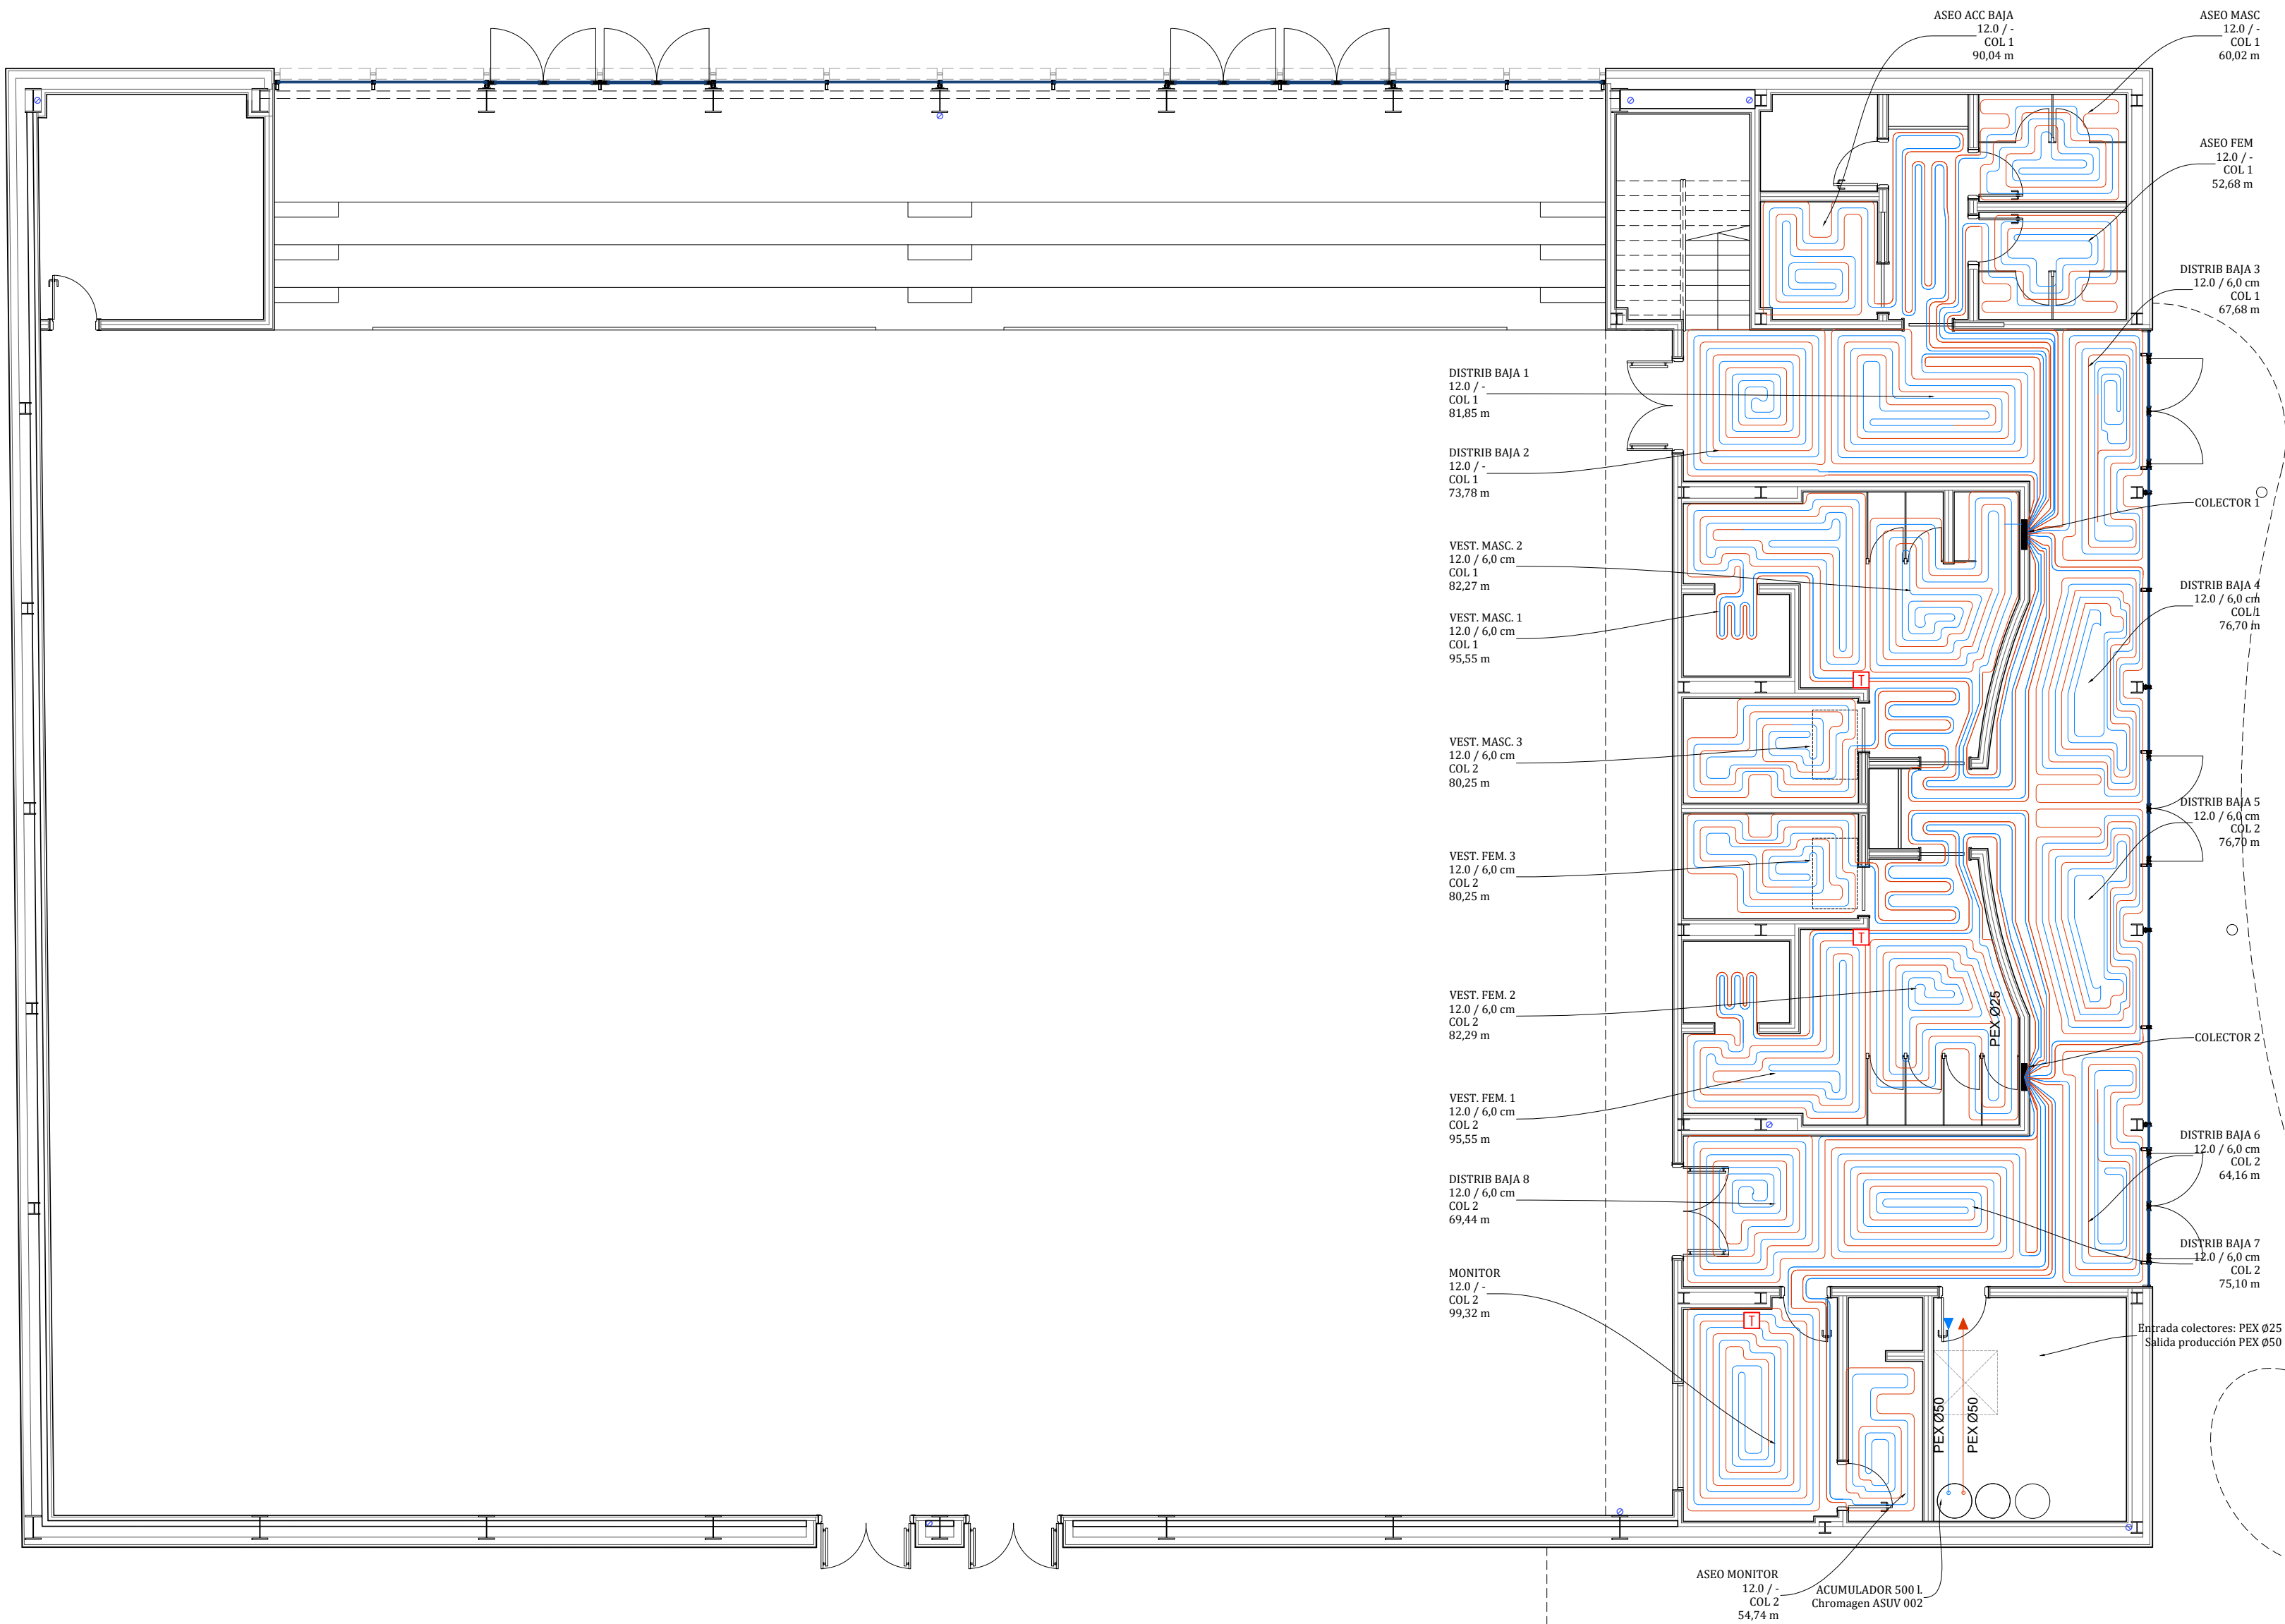 ASEO ACC BAJA
12.0 / -
COL 1
90,04 m
ASEO MASC
12.0 / -
COL 1
60,02 m
ASEO FEM
12.0 / -
COL 1
52,68 m
DISTRIB BAJA 3
12.0 / 6,0 cm
COL 1
67,68 m
DISTRIB BAJA 1
12.0 / -
COL 1
81,85 m
DISTRIB BAJA 2
12.0 / -
COL 1
73,78 m
COLECTOR 1
VEST. MASC. 2
12.0 / 6,0 cm
COL 1
82,27 m
DISTRIB BAJA 4
12.0 / 6,0 cm
COL 1
76,70 m
VEST. MASC. 1
12.0 / 6,0 cm
COL 1
95,55 m
T
VEST. MASC. 3
12.0 / 6,0 cm
COL 2
80,25 m
DISTRIB BAJA 5
12.0 / 6,0 cm
COL 2
76,70 m
VEST. FEM. 3
12.0 / 6,0 cm
COL 2
80,25 m
T
VEST. FEM. 2
12.0 / 6,0 cm
COL 2
82,29 m
PEX Ø25
COLECTOR 2
VEST. FEM. 1
12.0 / 6,0 cm
COL 2
95,55 m
DISTRIB BAJA 6
12.0 / 6,0 cm
COL 2
64,16 m
DISTRIB BAJA 8
12.0 / 6,0 cm
COL 2
69,44 m
DISTRIB BAJA 7
12.0 / 6,0 cm
COL 2
75,10 m
MONITOR
12.0 / -
COL 2
99,32 m
T
Entrada colectores: PEX Ø25
Salida producción PEX Ø50
PEX Ø50
PEX Ø50
ASEO MONITOR
12.0 / -
COL 2
54,74 m
ACUMULADOR 500 l.
Chromagen ASUV 002